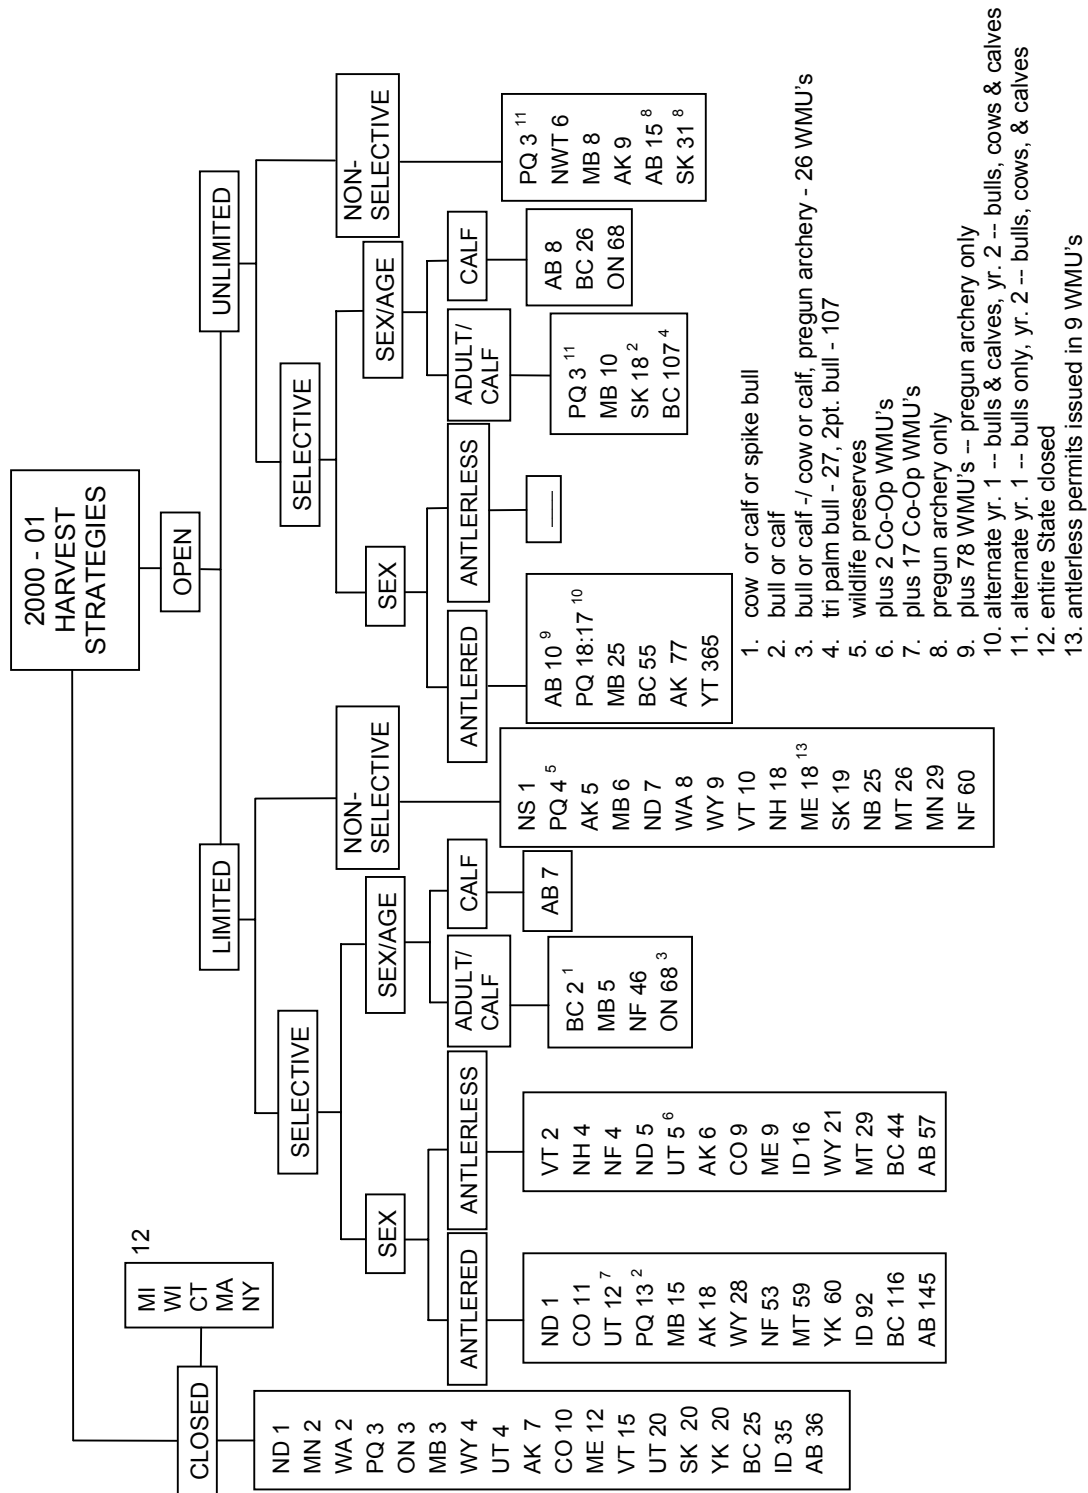 2000 - 01
HARVEST
STRATEGIES
OPEN
CLOSED
MI
WI
CT
MA
NY
12
ND 1
MN 2
WA 2
PQ 3
ON 3
MB 3
WY 4
UT 4
AK 7
CO 10
ME 12
VT 15
UT 20
SK 20
YK 20
BC 25
ID 35
AB 36
LIMITED
SELECTIVE
NON-
SELECTIVE
SEX
SEX/AGE
ANTLERED
ANTLERLESS
ADULT/
CALF
CALF
ND 1
CO 11
UT 12 7
PQ 13 2
MB 15
AK 18
WY 28
NF 53
MT 59
YK 60
ID 92
BC 116
AB 145
VT 2
NH 4
NF 4
ND 5
UT 5 6
AK 6
CO 9
ME 9
ID 16
WY 21
MT 29
BC 44
AB 57
BC 2 1
MB 5
NF 46
ON 68 3
AB 7
NS 1
PQ 4 5
AK 5
MB 6
ND 7
WA 8
WY 9
VT 10
NH 18
ME 18 13
SK 19
NB 25
MT 26
MN 29
NF 60
UNLIMITED
SELECTIVE
NON-
SELECTIVE
SEX
SEX/AGE
ANTLERED
ANTLERLESS
ADULT/
CALF
CALF
AB 10 9
PQ 18:17 10
MB 25
BC 55
AK 77
YT 365
PQ 3 11
MB 10
SK 18 2
BC 107 4
AB 8
BC 26
ON 68
PQ 3 11
NWT 6
MB 8
AK 9
AB 15 8
SK 31 8
1. cow or calf or spike bull
2. bull or calf
3. bull or calf -/ cow or calf, pregun archery - 26 WMU's
4. tri palm bull - 27, 2pt. bull - 107
5. wildlife preserves
6. plus 2 Co-Op WMU's
7. plus 17 Co-Op WMU's
8. pregun archery only
9. plus 78 WMU's -- pregun archery only
10. alternate yr. 1 -- bulls & calves, yr. 2 -- bulls, cows & calves
11. alternate yr. 1 -- bulls only, yr. 2 -- bulls, cows, & calves
12. entire State closed
13. antlerless permits issued in 9 WMU's